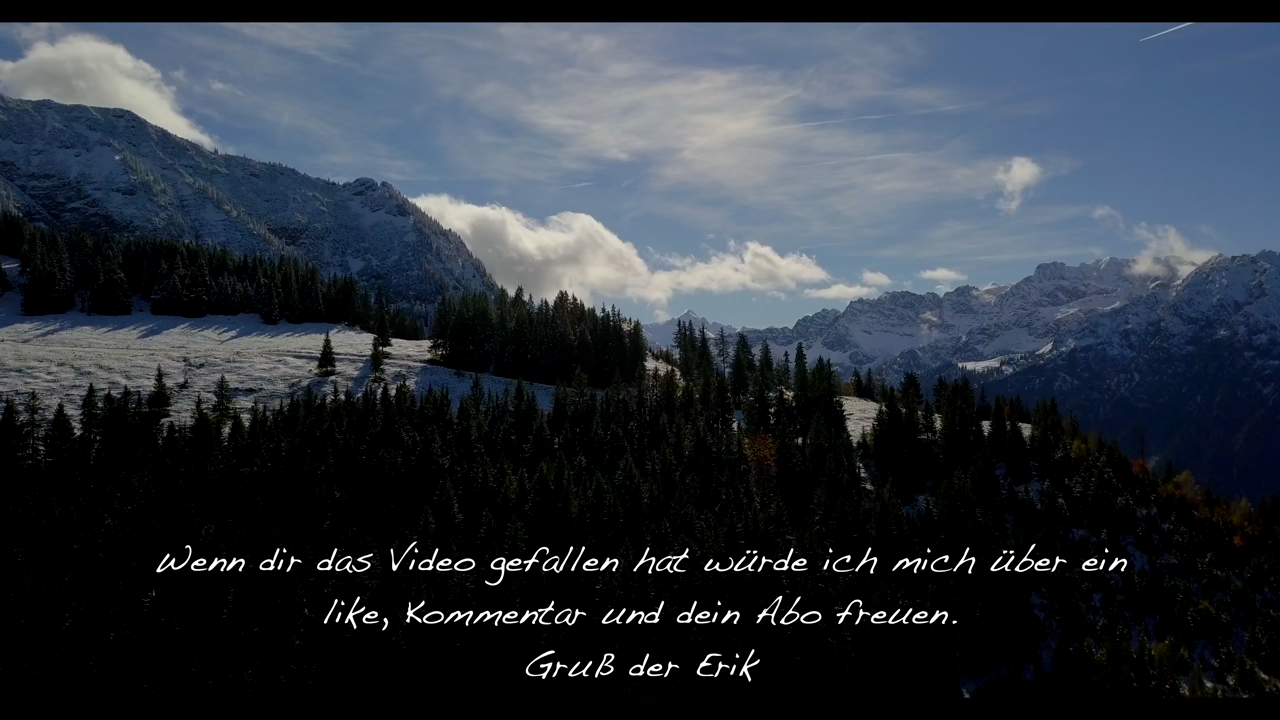 Wenn dir das Video gefallen hat würde ich mich über ein
like, Kommentar und dein Abo freuen.
Gruß der Erik